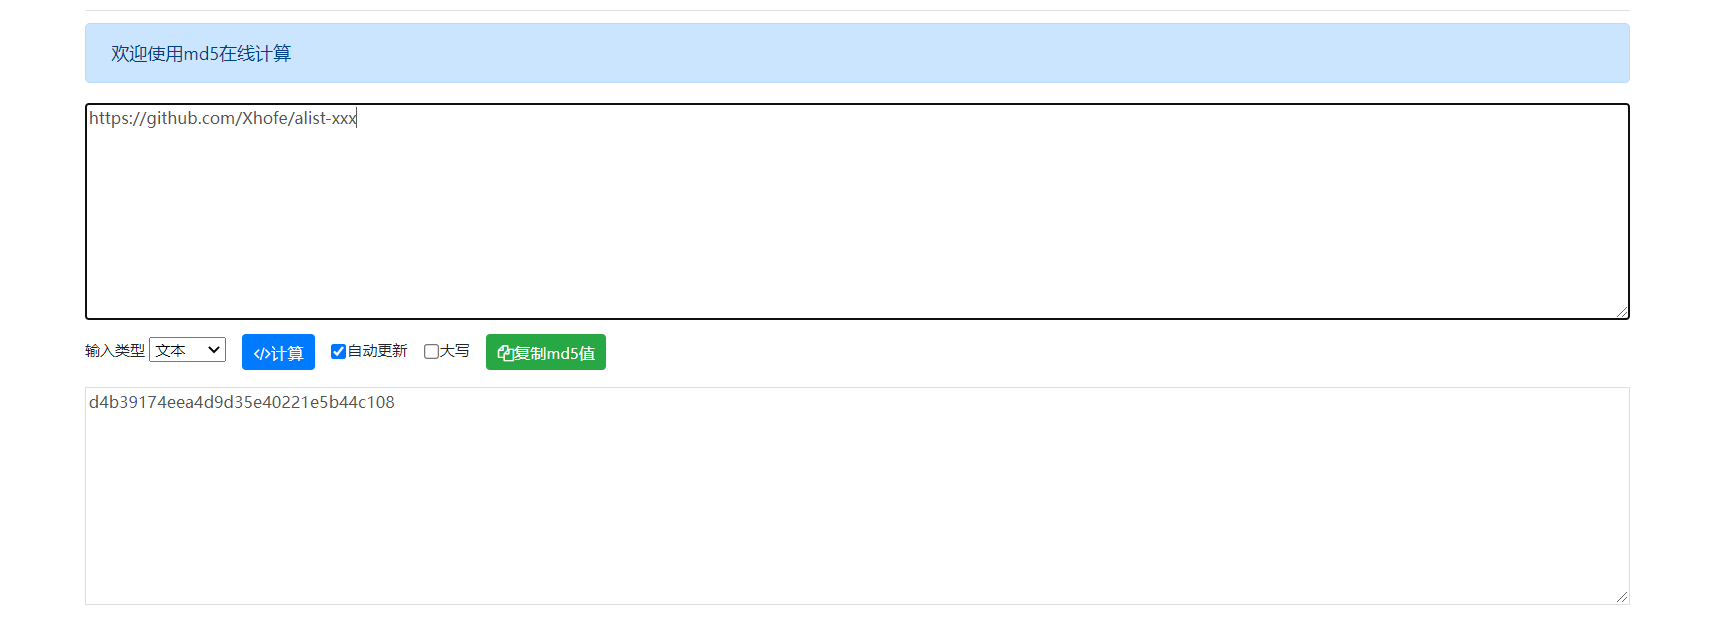 欢迎使用md5在线计算
https://github.com/Xhofe/alist-xxx
输入类型 文本 </>计算 自动更新 大写 复制md5值
d4b39174eea4d9d35e40221e5b44c108